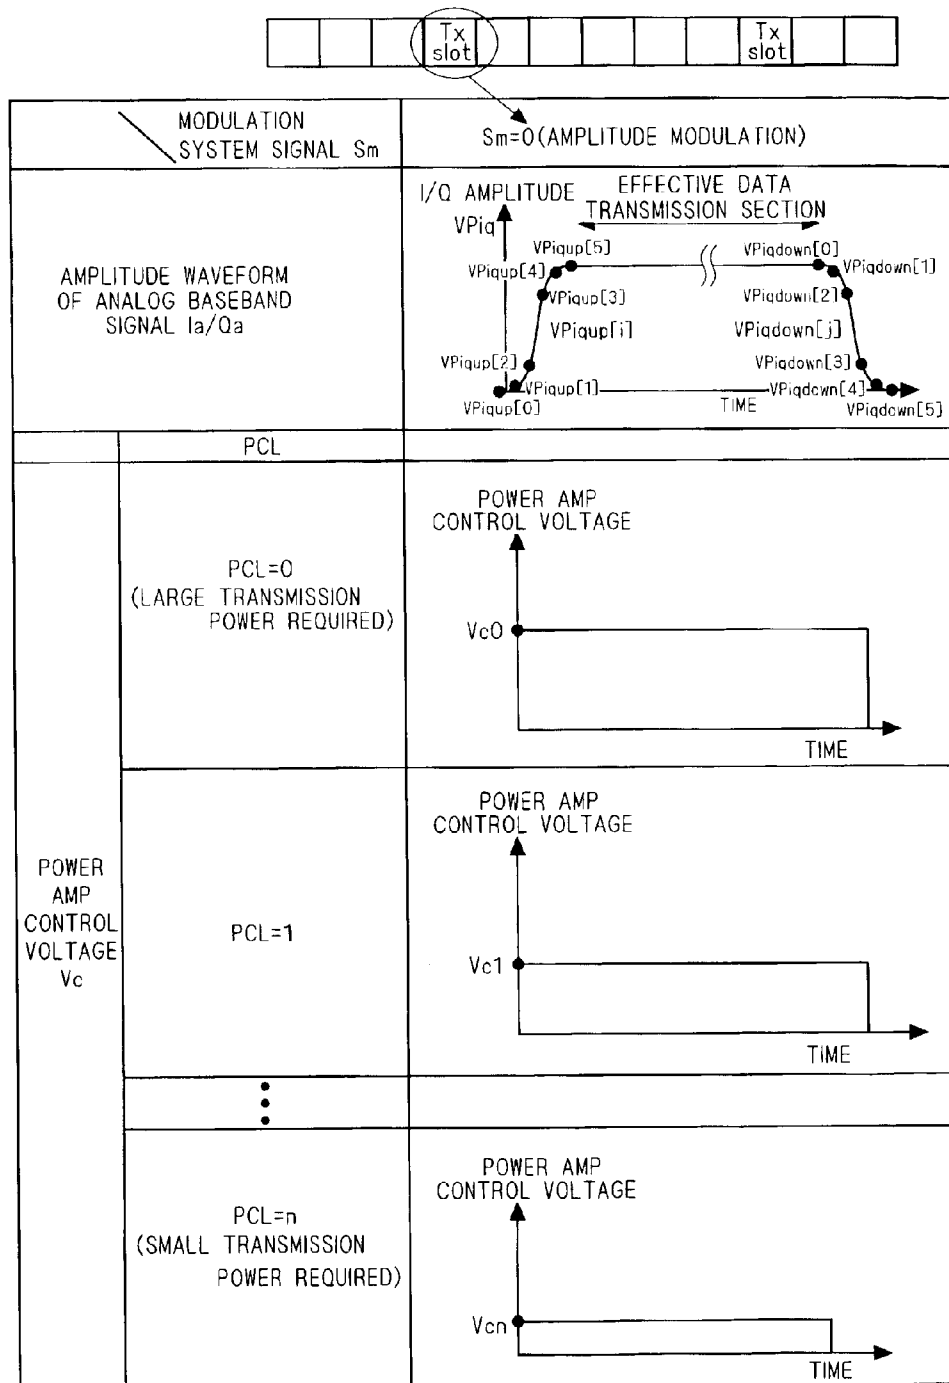 Tx
slot
Tx
slot
MODULATION
SYSTEM SIGNAL Sm
Sm=0(AMPLITUDE MODULATION)
AMPLITUDE WAVEFORM
OF ANALOG BASEBAND
SIGNAL Ia/Qa
I/Q AMPLITUDE
VPiq
EFFECTIVE DATA
TRANSMISSION SECTION
VPiqup[5]
VPiqup[4]
VPiqup[3]
VPiqup[i]
VPiqup[2]
VPiqup[1]
VPiqup[0]
VPiqdown[0]
VPiqdown[1]
VPiqdown[2]
VPiqdown[j]
VPiqdown[3]
VPiqdown[4]
VPiqdown[5]
TIME
PCL
POWER
AMP
CONTROL
VOLTAGE
Vc
PCL=0
(LARGE TRANSMISSION
POWER REQUIRED)
POWER AMP
CONTROL VOLTAGE
Vc0
TIME
PCL=1
POWER AMP
CONTROL VOLTAGE
Vc1
TIME
PCL=n
(SMALL TRANSMISSION
POWER REQUIRED)
POWER AMP
CONTROL VOLTAGE
Vcn
TIME